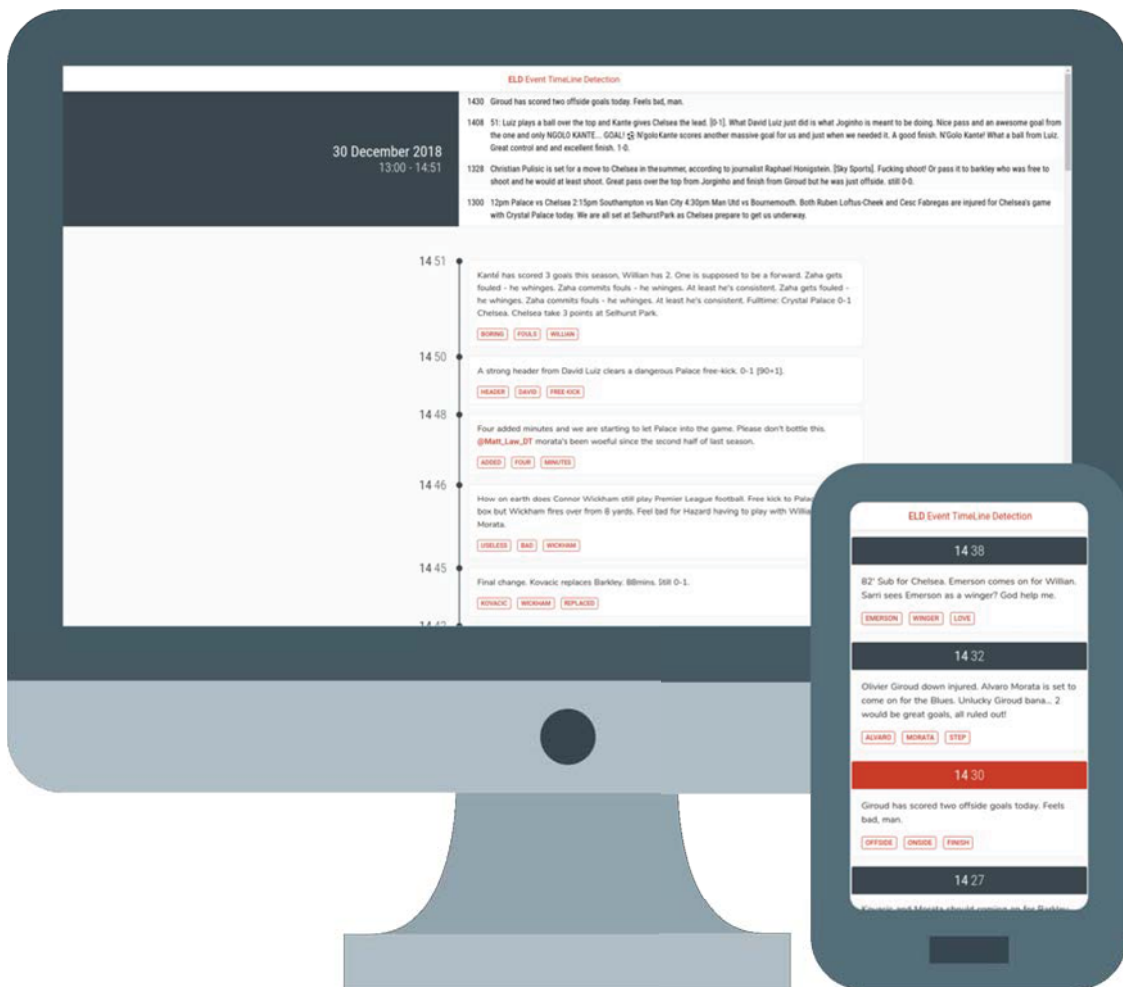 ELD Event TimeLine Detection
30 December 2018
13:00 - 14:51
1430 Giroud has scored two offside goals today. Feels bad, man.
1408 51: Luiz plays a ball over the top and Kante gives Chelsea the lead. [0-1]. What David Luiz just did is what Joginho is meant to be doing. Nice pass and an awesome goal from
the one and only NGOLO KANTE... GOAL! ⚽ N'golo Kante scores another massive goal for us and just when we needed it. A good finish. N'Golo Kante! What a ball from Luiz.
Great control and and excellent finish. 1-0.
1328 Christian Pulisic is set for a move to Chelsea in the summer, according to journalist Raphael Honigstein. [Sky Sports]. Fucking shoot! Or pass it to barkley who was free to
shoot and he would at least shoot. Great pass over the top from Jorginho and finish from Giroud but he was just offside. still 0-0.
1300 12pm Palace vs Chelsea 2:15pm Southampton vs Man City 4:30pm Man Utd vs Bournemouth. Both Ruben Loftus-Cheek and Cesc Fabregas are injured for Chelsea's game
with Crystal Palace today. We are all set at Selhurst Park as Chelsea prepare to get us underway.
14 51
Kanté has scored 3 goals this season, Willian has 2. One is supposed to be a forward. Zaha gets
fouled - he whinges. Zaha commits fouls - he whinges. At least he's consistent. Zaha gets fouled -
he whinges. Zaha commits fouls - he whinges. At least he's consistent. Fulltime: Crystal Palace 0-1
Chelsea. Chelsea take 3 points at Selhurst Park.
BORING FOULS WILLIAN
14 50
A strong header from David Luiz clears a dangerous Palace free-kick. 0-1 [90+1].
HEADER DAVID FREE-KICK
14 48
Four added minutes and we are starting to let Palace into the game. Please don't bottle this.
@Matt_Law_DT morata's been woeful since the second half of last season.
ADDED FOUR MINUTES
14 46
How on earth does Connor Wickham still play Premier League football. Free kick to Palac
box but Wickham fires over from 8 yards. Feel bad for Hazard having to play with Willia
Morata.
USELESS BAD WICKHAM
14 45
Final change. Kovacic replaces Barkley. 88mins. Still 0-1.
KOVACIC WICKHAM REPLACED
ELD Event TimeLine Detection
14 38
82' Sub for Chelsea. Emerson comes on for Willian.
Sarri sees Emerson as a winger? God help me.
EMERSON WINGER LOVE
14 32
Olivier Giroud down injured. Alvaro Morata is set to
come on for the Blues. Unlucky Giroud bana... 2
would be great goals, all ruled out!
ALVARO MORATA STEP
14 30
Giroud has scored two offside goals today. Feels
bad, man.
OFFSIDE ONSIDE FINISH
14 27